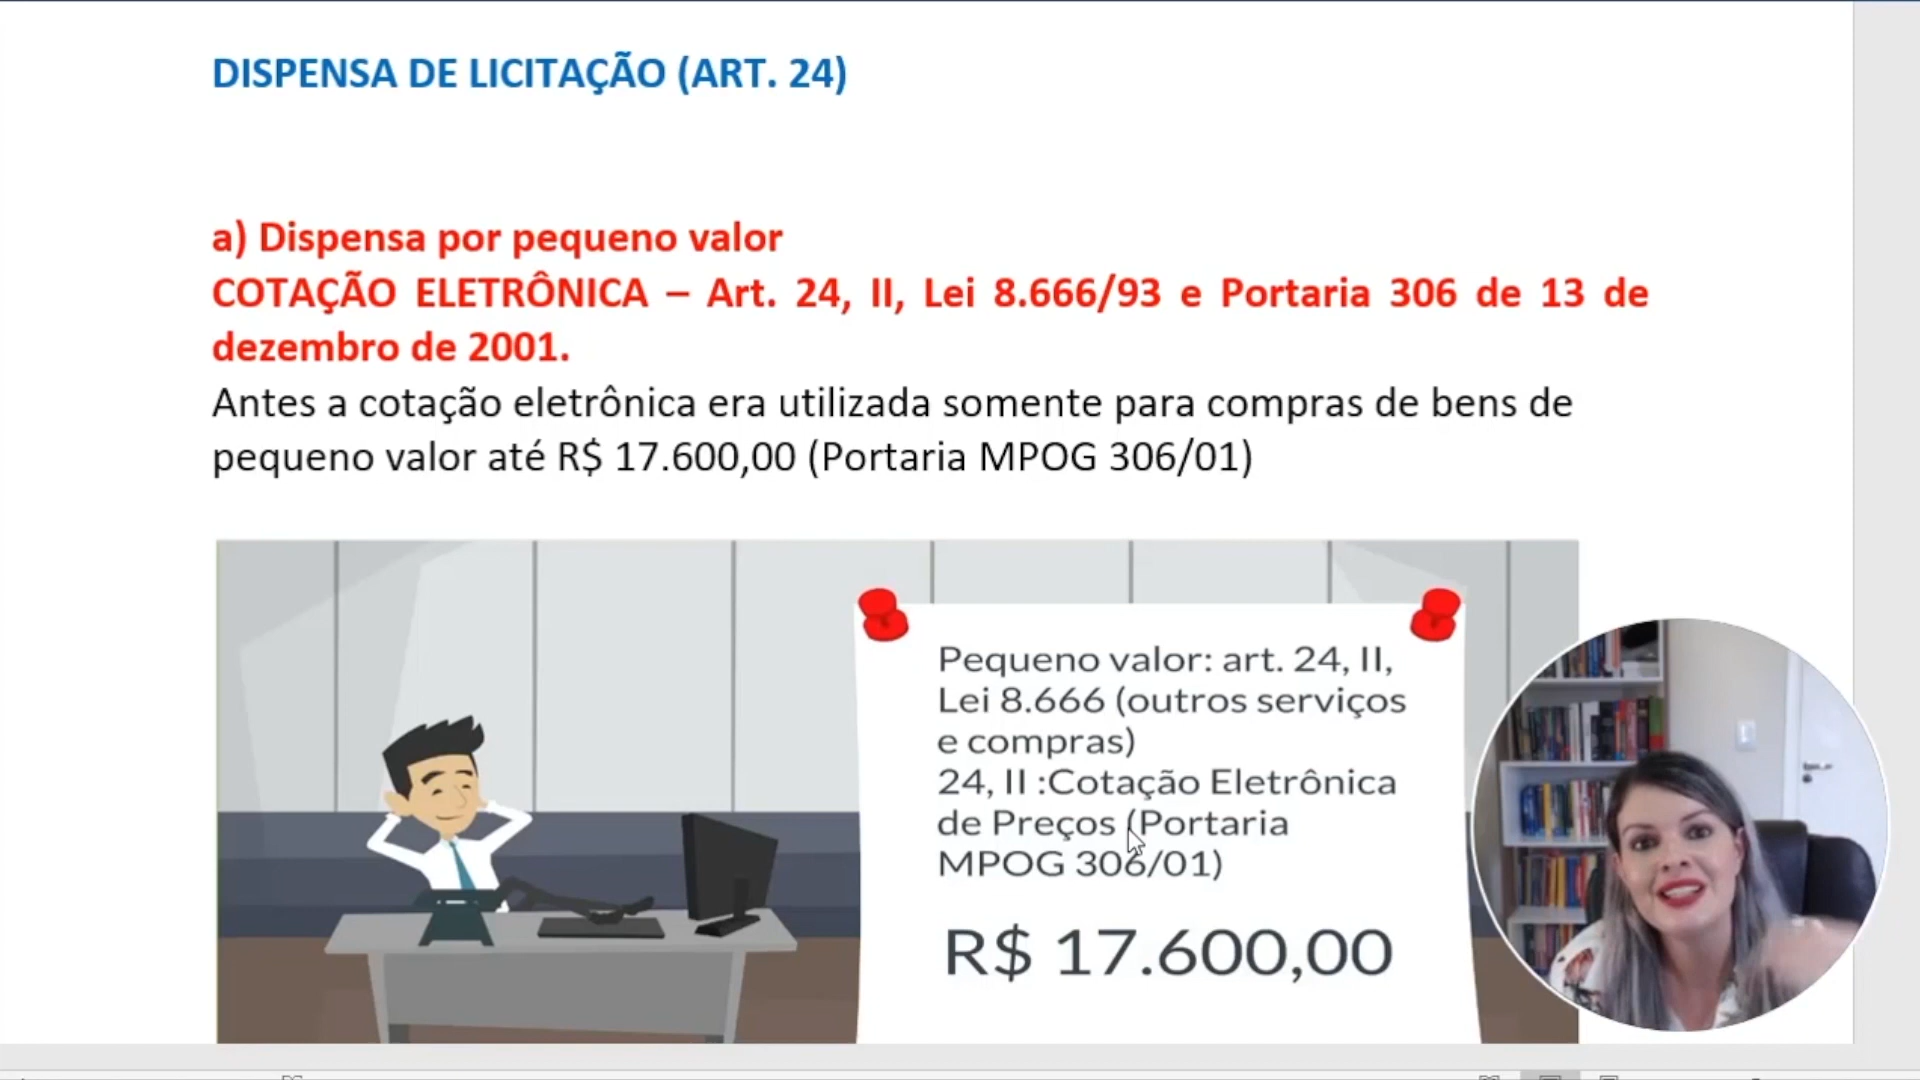 DISPENSA DE LICITAÇÃO (ART. 24)
a) Dispensa por pequeno valor
COTAÇÃO ELETRÔNICA – Art. 24, II, Lei 8.666/93 e Portaria 306 de 13 de
dezembro de 2001.
Antes a cotação eletrônica era utilizada somente para compras de bens de
pequeno valor até R$ 17.600,00 (Portaria MPOG 306/01)
Pequeno valor: art. 24, II,
Lei 8.666 (outros serviços
e compras)
24, II :Cotação Eletrônica
de Preços (Portaria
MPOG 306/01)
R$ 17.600,00